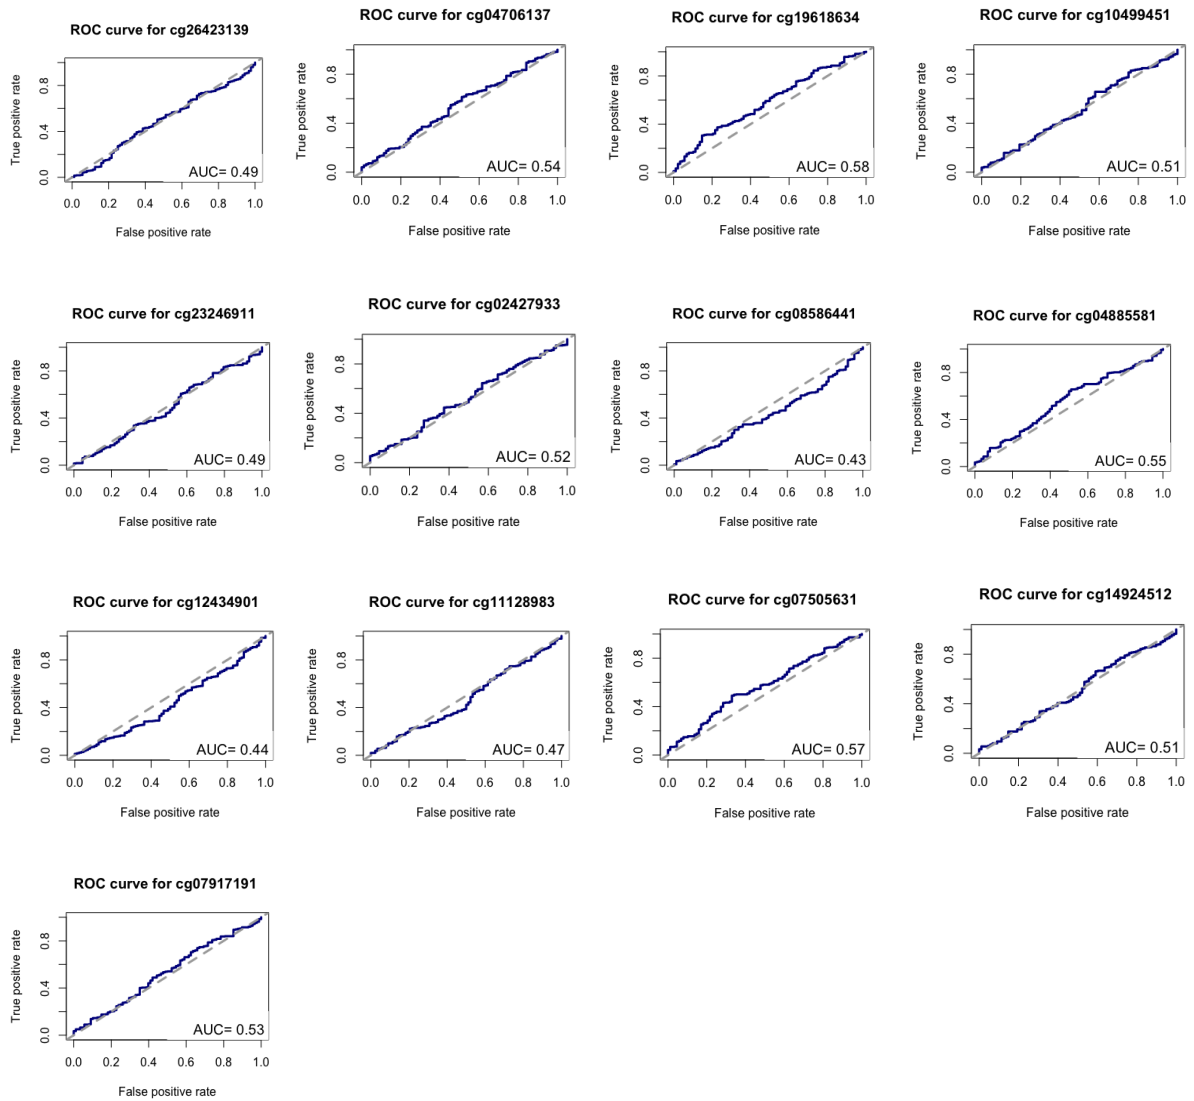 ROC curve for cg26423139
True positive rate
0.0 0.4 0.8
AUC= 0.49
0.0 0.2 0.4 0.6 0.8 1.0
False positive rate
ROC curve for cg04706137
True positive rate
0.0 0.4 0.8
AUC= 0.54
0.0 0.2 0.4 0.6 0.8 1.0
False positive rate
ROC curve for cg19618634
True positive rate
0.0 0.4 0.8
AUC= 0.58
0.0 0.2 0.4 0.6 0.8 1.0
False positive rate
ROC curve for cg10499451
True positive rate
0.0 0.4 0.8
AUC= 0.51
0.0 0.2 0.4 0.6 0.8 1.0
False positive rate
ROC curve for cg23246911
True positive rate
0.0 0.4 0.8
AUC= 0.49
0.0 0.2 0.4 0.6 0.8 1.0
False positive rate
ROC curve for cg02427933
True positive rate
0.0 0.4 0.8
AUC= 0.52
0.0 0.2 0.4 0.6 0.8 1.0
False positive rate
ROC curve for cg08586441
True positive rate
0.0 0.4 0.8
AUC= 0.43
0.0 0.2 0.4 0.6 0.8 1.0
False positive rate
ROC curve for cg04885581
True positive rate
0.0 0.4 0.8
AUC= 0.55
0.0 0.2 0.4 0.6 0.8 1.0
False positive rate
ROC curve for cg12434901
True positive rate
0.0 0.4 0.8
AUC= 0.44
0.0 0.2 0.4 0.6 0.8 1.0
False positive rate
ROC curve for cg11128983
True positive rate
0.0 0.4 0.8
AUC= 0.47
0.0 0.2 0.4 0.6 0.8 1.0
False positive rate
ROC curve for cg07505631
True positive rate
0.0 0.4 0.8
AUC= 0.57
0.0 0.2 0.4 0.6 0.8 1.0
False positive rate
ROC curve for cg14924512
True positive rate
0.0 0.4 0.8
AUC= 0.51
0.0 0.2 0.4 0.6 0.8 1.0
False positive rate
ROC curve for cg07917191
True positive rate
0.0 0.4 0.8
AUC= 0.53
0.0 0.2 0.4 0.6 0.8 1.0
False positive rate